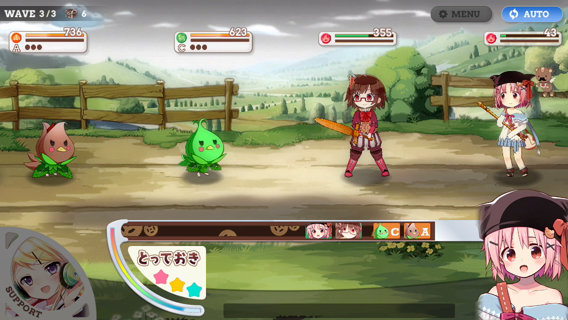 WAVE 3/3 6
MENU
AUTO
736
A
623
C
355
43
C A
とっておき
SUPPORT